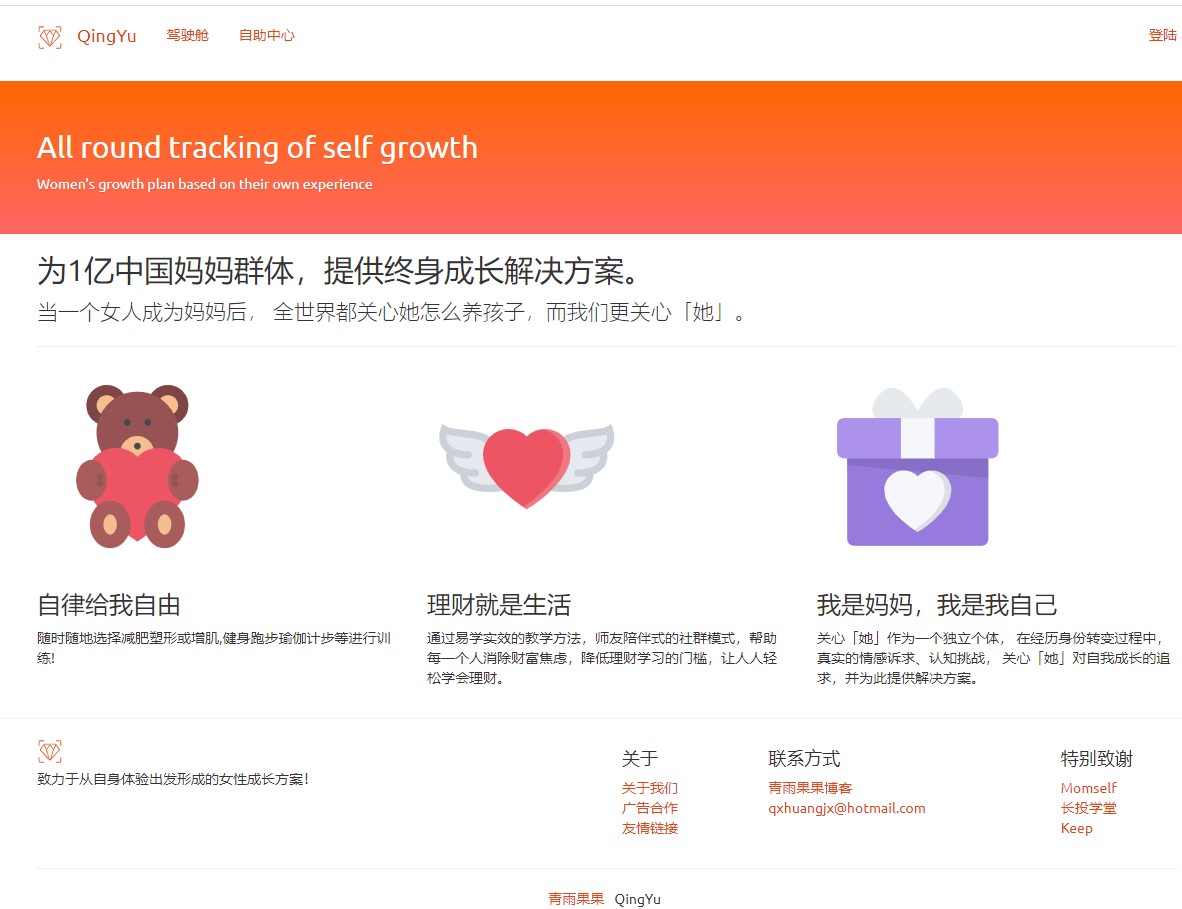 QingYu 驾驶舱 自助中心 登陆
All round tracking of self growth
Women's growth plan based on their own experience
为1亿中国妈妈群体，提供终身成长解决方案。
当一个女人成为妈妈后， 全世界都关心她怎么养孩子，而我们更关心「她」。
自律给我自由
随时随地选择减肥塑形或增肌,健身跑步瑜伽计步等进行训
练!
理财就是生活
通过易学实效的教学方法，师友陪伴式的社群模式，帮助
每一个人消除财富焦虑，降低理财学习的门槛，让人人轻
松学会理财。
我是妈妈，我是我自己
关心「她」作为一个独立个体， 在经历身份转变过程中，
真实的情感诉求、认知挑战， 关心「她」对自我成长的追
求，并为此提供解决方案。
致力于从自身体验出发形成的女性成长方案!
关于
关于我们
广告合作
友情链接
联系方式
青雨果果博客
qxhuangjx@hotmail.com
特别致谢
Momself
长投学堂
Keep
青雨果果 QingYu